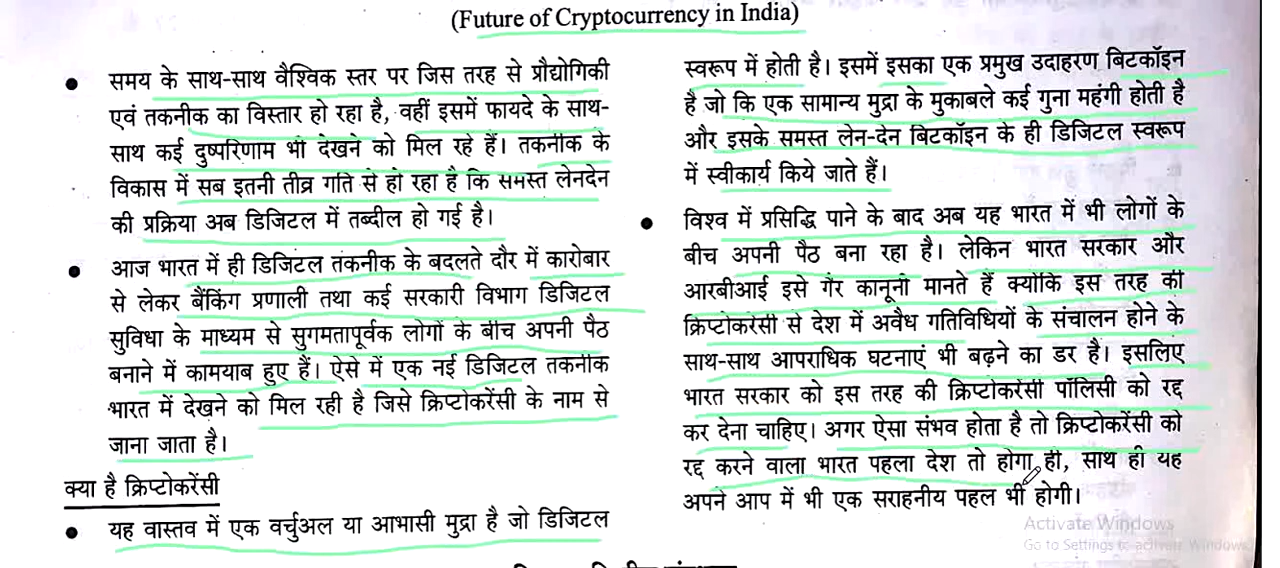 (Future of Cryptocurrency in India)
• समय के साथ-साथ वैश्विक स्तर पर जिस तरह से प्रौद्योगिकी
एवं तकनीक का विस्तार हो रहा है, वहीं इसमें फायदे के साथ-
साथ कई दुष्परिणाम भी देखने को मिल रहे हैं। तकनीक के
विकास में सब इतनी तीव्र गति से हो रहा है कि समस्त लेनदेन
की प्रक्रिया अब डिजिटल में तब्दील हो गई है।
• आज भारत में ही डिजिटल तकनीक के बदलते दौर में कारोबार
से लेकर बैंकिंग प्रणाली तथा कई सरकारी विभाग डिजिटल
सुविधा के माध्यम से सुगमतापूर्वक लोगों के बीच अपनी पैठ
बनाने में कामयाब हुए हैं। ऐसे में एक नई डिजिटल तकनीक
भारत में देखने को मिल रही है जिसे क्रिप्टोकरेंसी के नाम से
जाना जाता है।
क्या है क्रिप्टोकरेंसी
• यह वास्तव में एक वर्चुअल या आभासी मुद्रा है जो डिजिटल
स्वरूप में होती है। इसमें इसका एक प्रमुख उदाहरण बिटकॉइन
है जो कि एक सामान्य मुद्रा के मुकाबले कई गुना महंगी होती है
और इसके समस्त लेन-देन बिटकॉइन के ही डिजिटल स्वरूप
में स्वीकार्य किये जाते हैं।
• विश्व में प्रसिद्धि पाने के बाद अब यह भारत में भी लोगों के
बीच अपनी पैठ बना रहा है। लेकिन भारत सरकार और
आरबीआई इसे गैर कानूनी मानते हैं क्योंकि इस तरह की
क्रिप्टोकरेंसी से देश में अवैध गतिविधियों के संचालन होने के
साथ-साथ आपराधिक घटनाएं भी बढ़ने का डर है। इसलिए
भारत सरकार को इस तरह की क्रिप्टोकरेंसी पॉलिसी को रद्द
कर देना चाहिए। अगर ऐसा संभव होता है तो क्रिप्टोकरेंसी को
रद्द करने वाला भारत पहला देश तो होगा ही, साथ ही यह
अपने आप में भी एक सराहनीय पहल भी होगी।
Activate Windows
Go to Settings to activate Windows